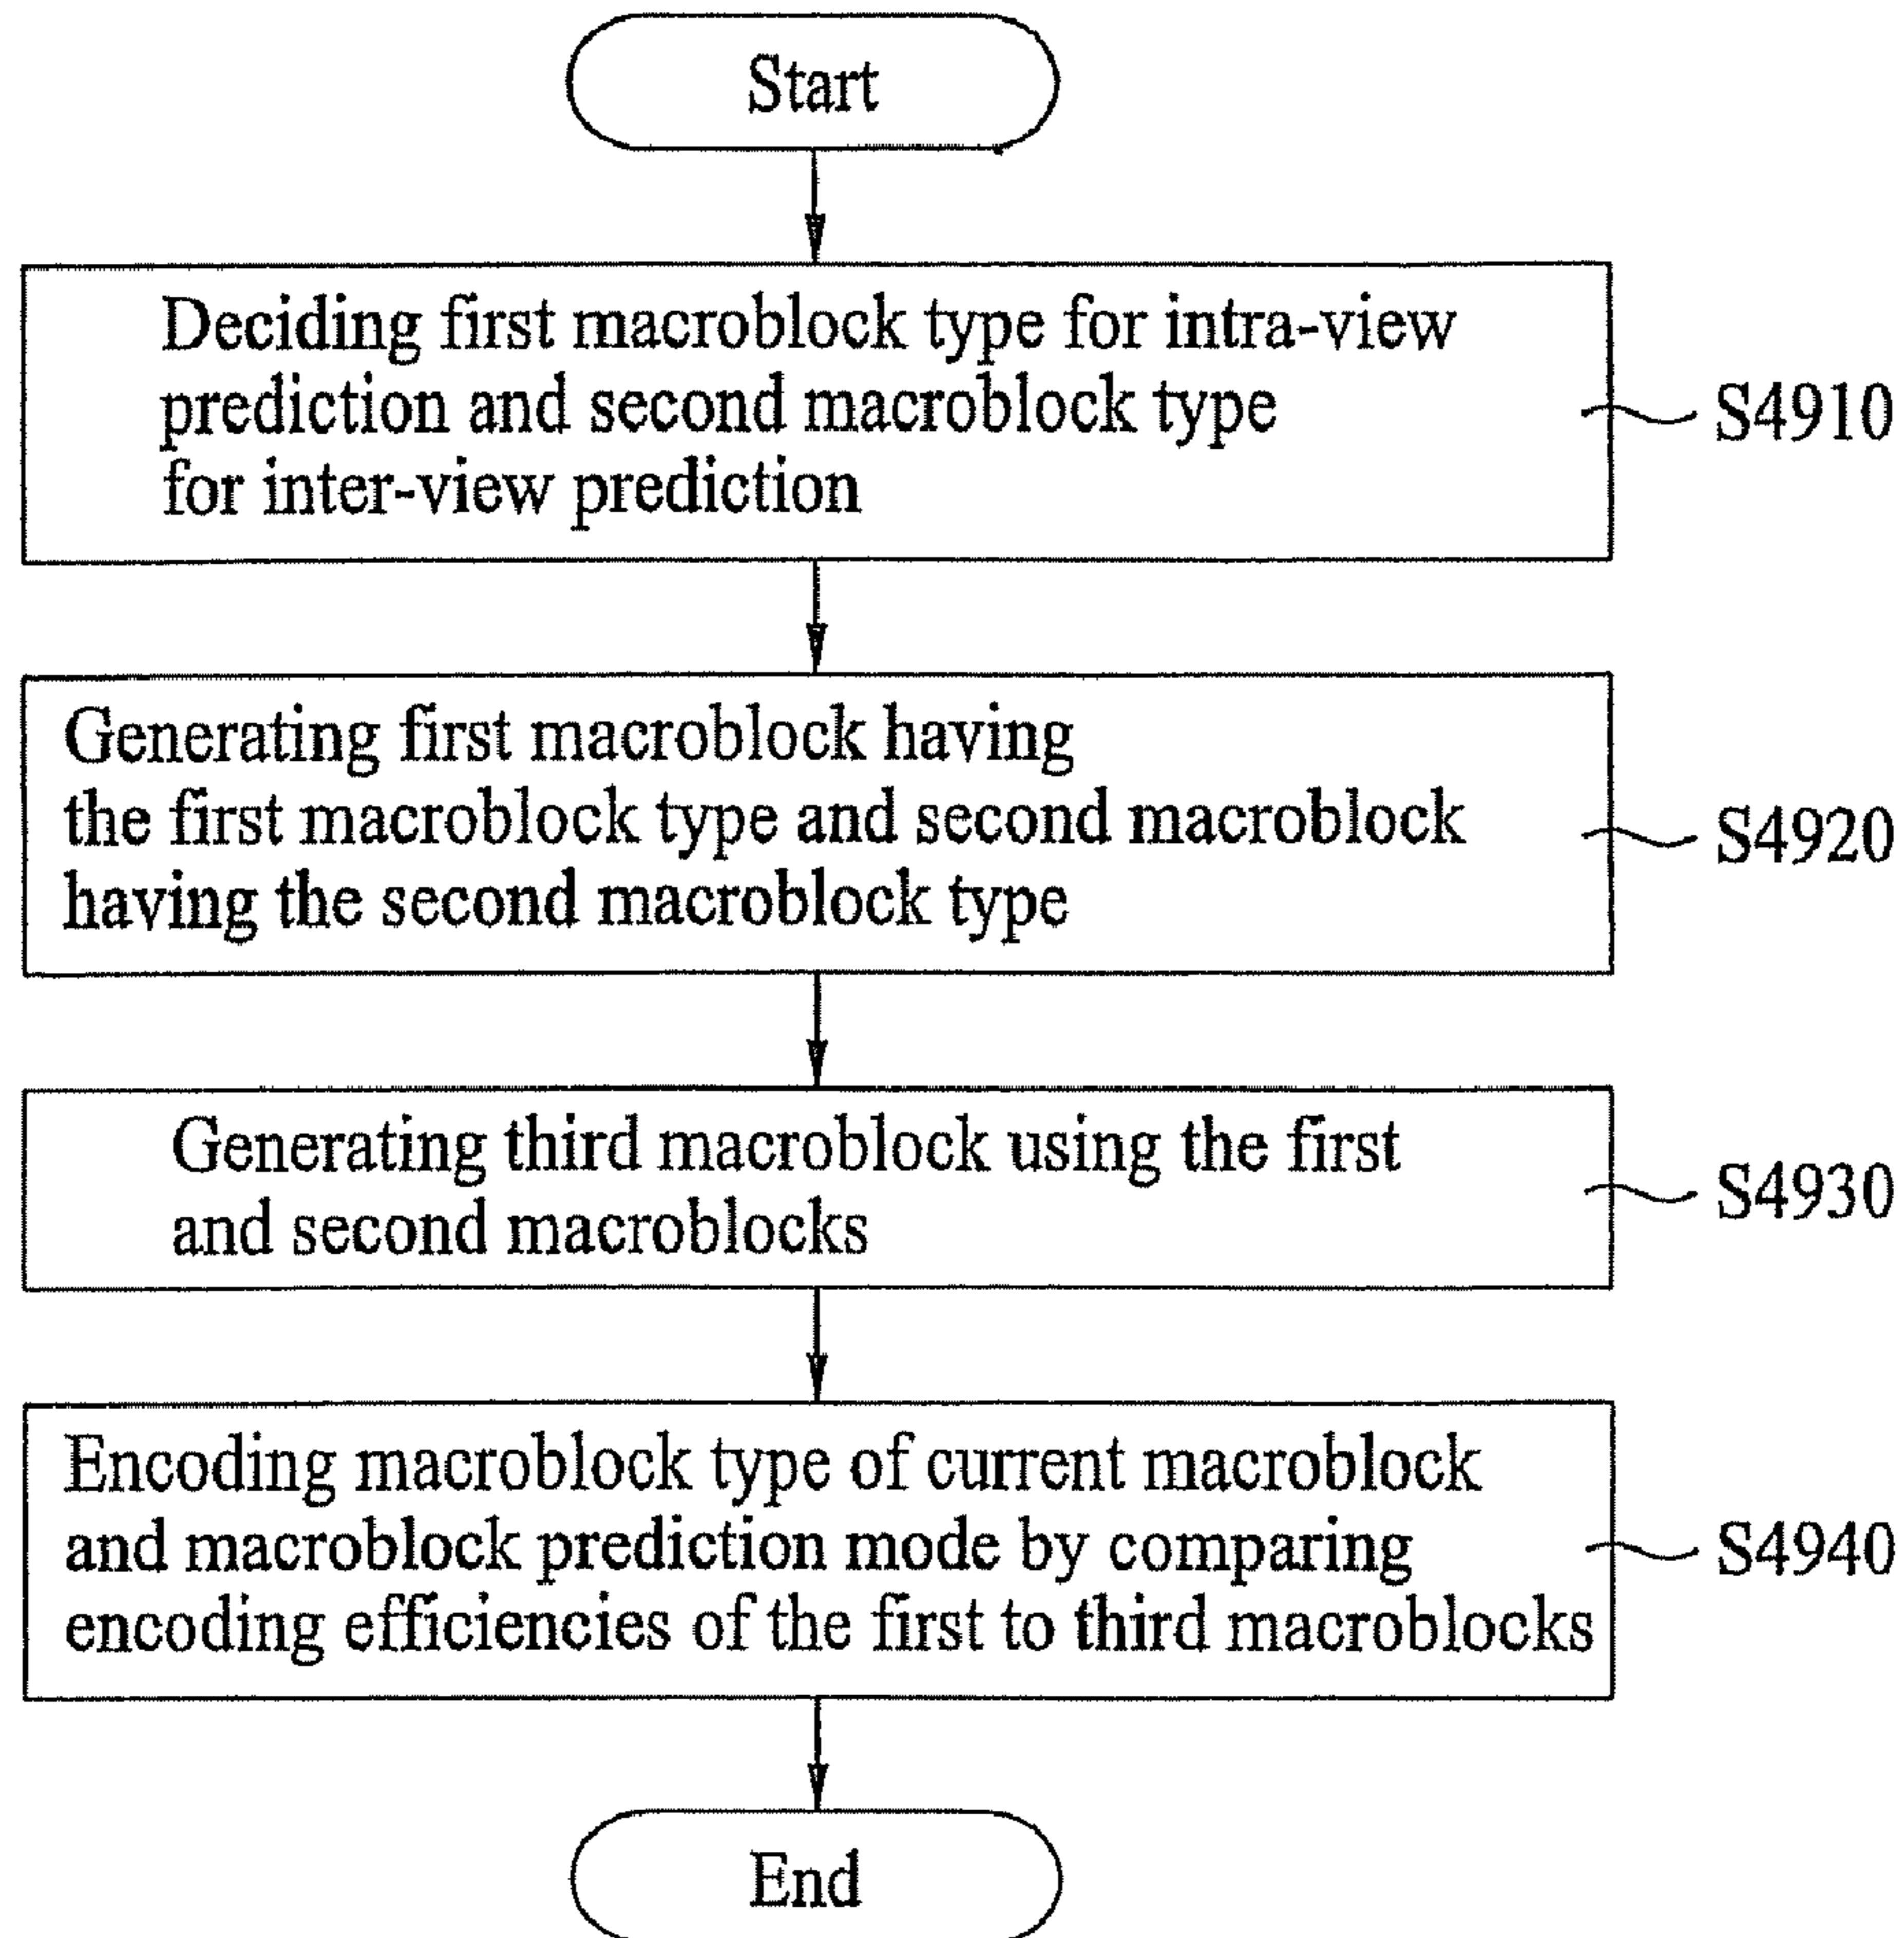 Start
Deciding first macroblock type for intra-view
prediction and second macroblock type
for inter-view prediction
S4910
Generating first macroblock having
the first macroblock type and second macroblock
having the second macroblock type
S4920
Generating third macroblock using the first
and second macroblocks
S4930
Encoding macroblock type of current macroblock
and macroblock prediction mode by comparing
encoding efficiencies of the first to third macroblocks
S4940
End